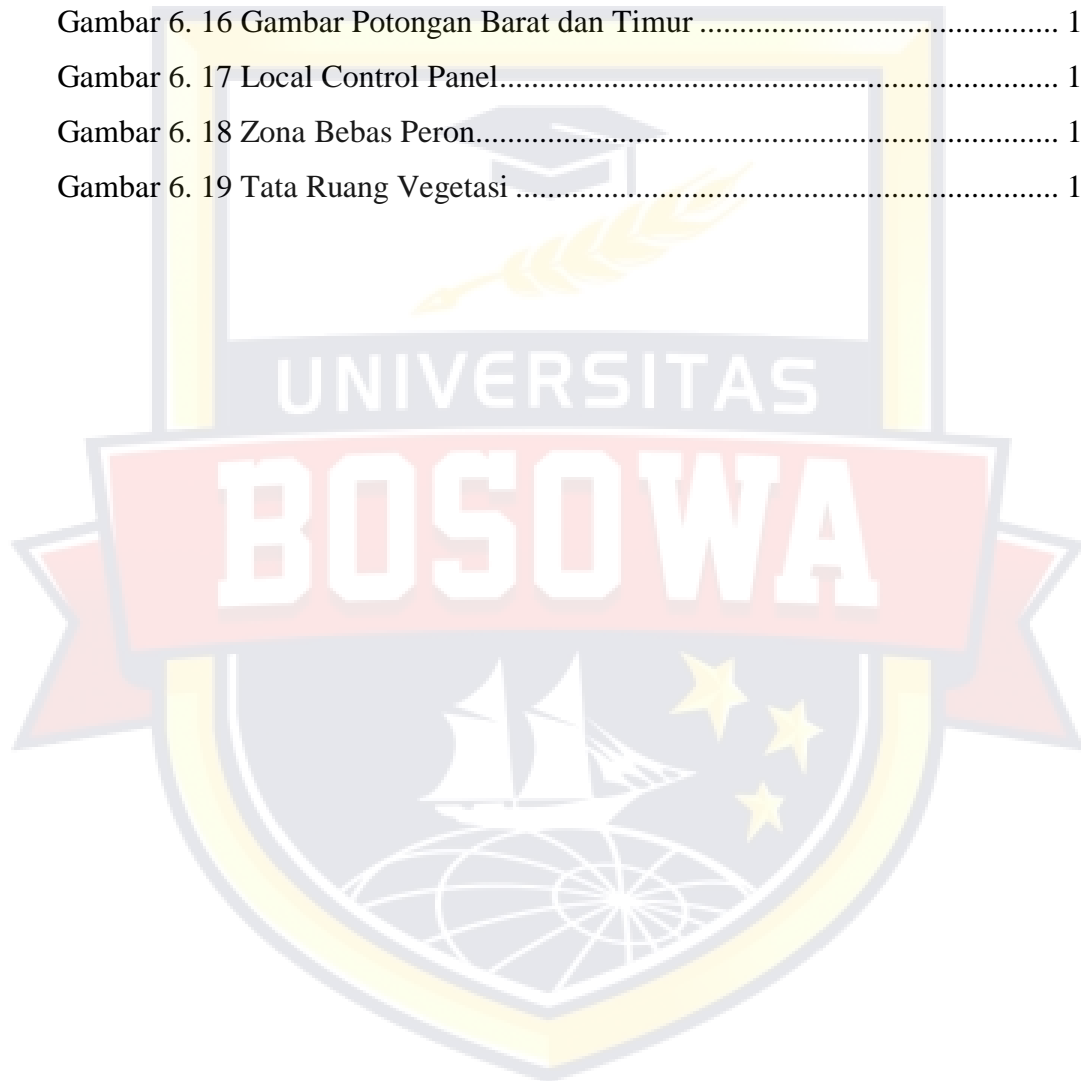 Gambar 6. 16 Gambar Potongan Barat dan Timur ...................................... 1
Gambar 6. 17 Local Control Panel............................................................. 1
Gambar 6. 18 Zona Bebas Peron................................................................ 1
Gambar 6. 19 Tata Ruang Vegetasi ........................................................... 1
UNIVERSITAS
BOSOWA